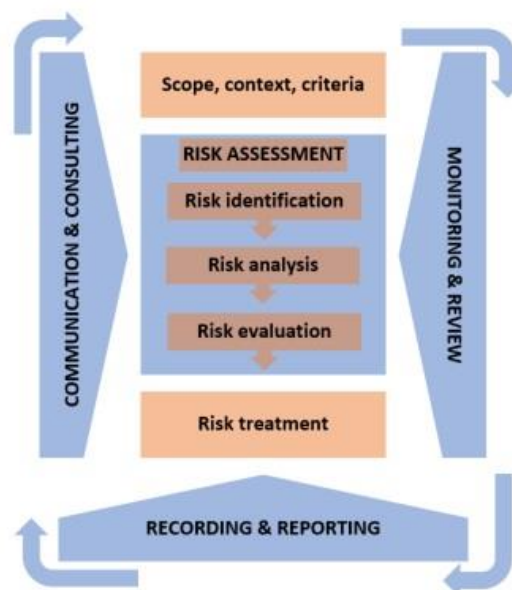 Scope, context, criteria
RISK ASSESSMENT
Risk identification
Risk analysis
Risk evaluation
Risk treatment
COMMUNICATION & CONSULTING
MONITORING & REVIEW
RECORDING & REPORTING